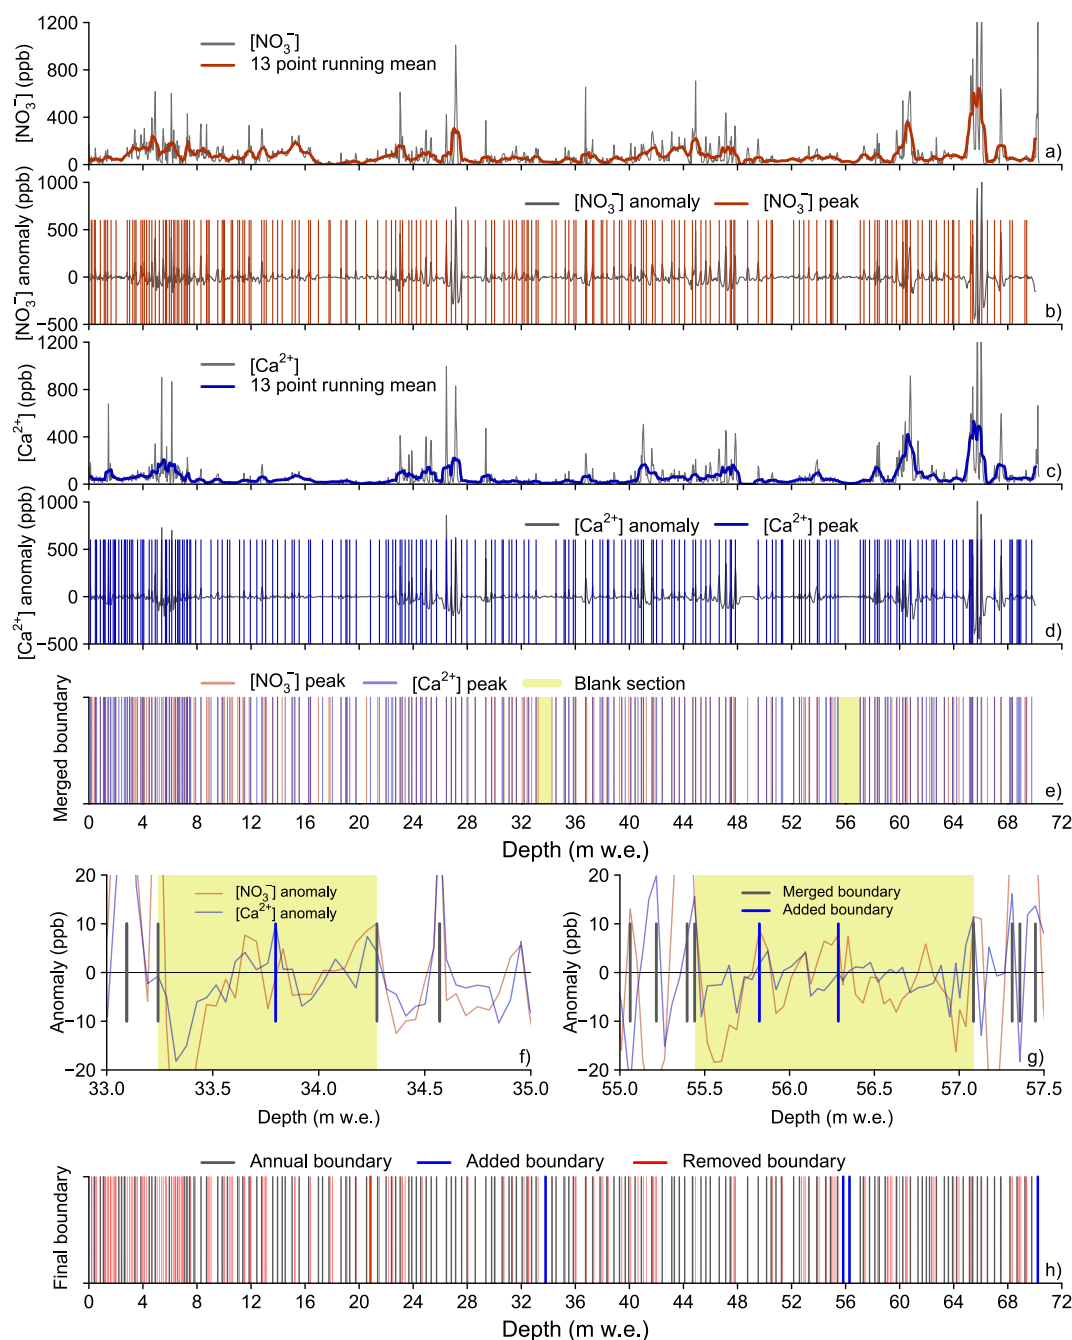 [NO₃⁻] (ppb)
1200
800
400
0
[NO₃⁻]
13 point running mean
a)
[NO₃⁻] anomaly (ppb)
1000
500
0
−500
[NO₃⁻] anomaly
[NO₃⁻] peak
b)
[Ca²⁺] (ppb)
1200
800
400
0
[Ca²⁺]
13 point running mean
c)
[Ca²⁺] anomaly (ppb)
1000
500
0
−500
[Ca²⁺] anomaly
[Ca²⁺] peak
d)
Merged boundary
[NO₃⁻] peak
[Ca²⁺] peak
Blank section
e)
0 4 8 12 16 20 24 28 32 36 40 44 48 52 56 60 64 68 72
Depth (m w.e.)
Anomaly (ppb)
20
10
0
−10
−20
[NO₃⁻] anomaly
[Ca²⁺] anomaly
f)
33.0 33.5 34.0 34.5 35.0
Depth (m w.e.)
Anomaly (ppb)
20
10
0
−10
−20
Merged boundary
Added boundary
g)
55.0 55.5 56.0 56.5 57.0 57.5
Depth (m w.e.)
Final boundary
Annual boundary
Added boundary
Removed boundary
h)
0 4 8 12 16 20 24 28 32 36 40 44 48 52 56 60 64 68 72
Depth (m w.e.)